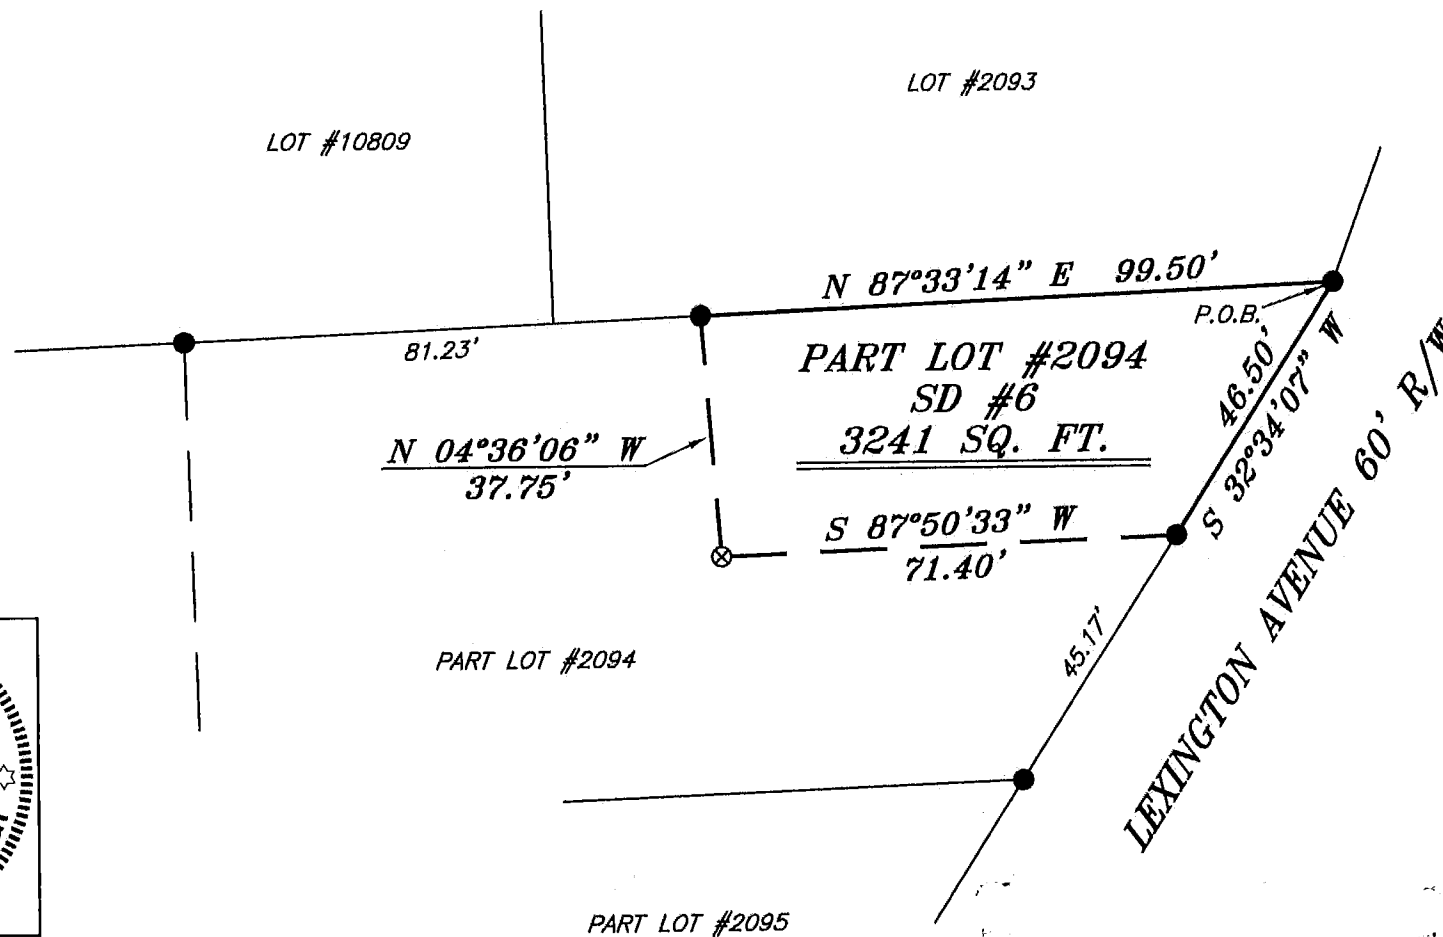 LOT #2093
LOT #10809
N 87°33'14" E 99.50'
P.O.B.
81.23'
PART LOT #2094
SD #6
3241 SQ. FT.
46.50'
S 32°34'07" W
N 04°36'06" W
37.75'
S 87°50'33" W
71.40'
LEXINGTON AVENUE 60' R/W
45.17'
PART LOT #2094
PART LOT #2095